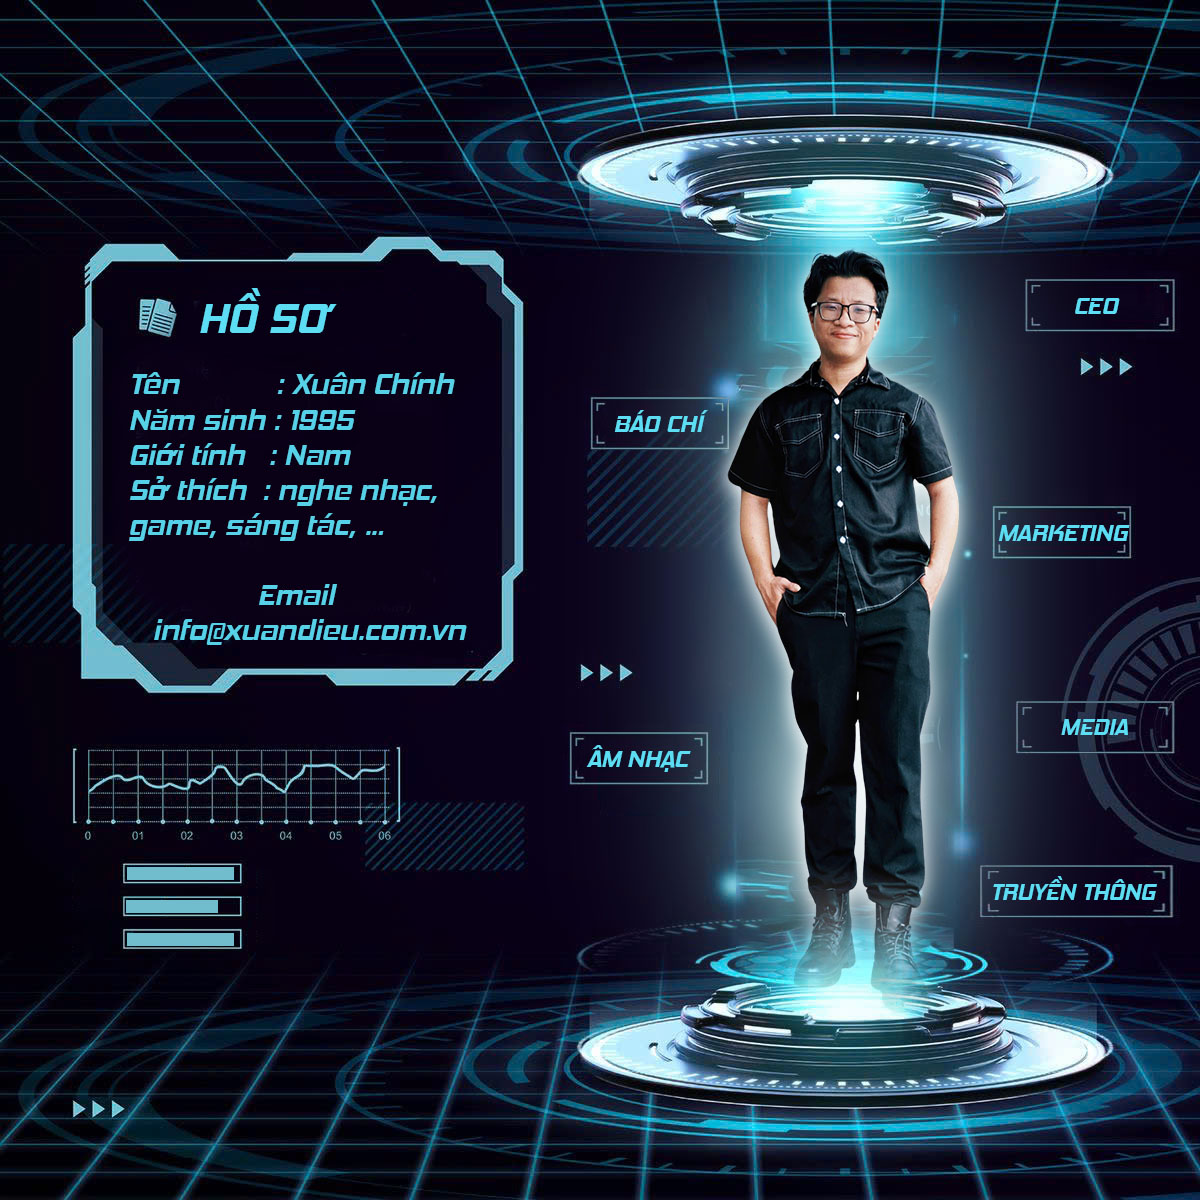 HỒ SƠ
Tên : Xuân Chính
Năm sinh : 1995
Giới tính : Nam
Sở thích : nghe nhạc,
game, sáng tác, ...
Email
info@xuandieu.com.vn
0 01 02 03 04 05 06
CEO
BÁO CHÍ
MARKETING
MEDIA
ÂM NHẠC
TRUYỀN THÔNG